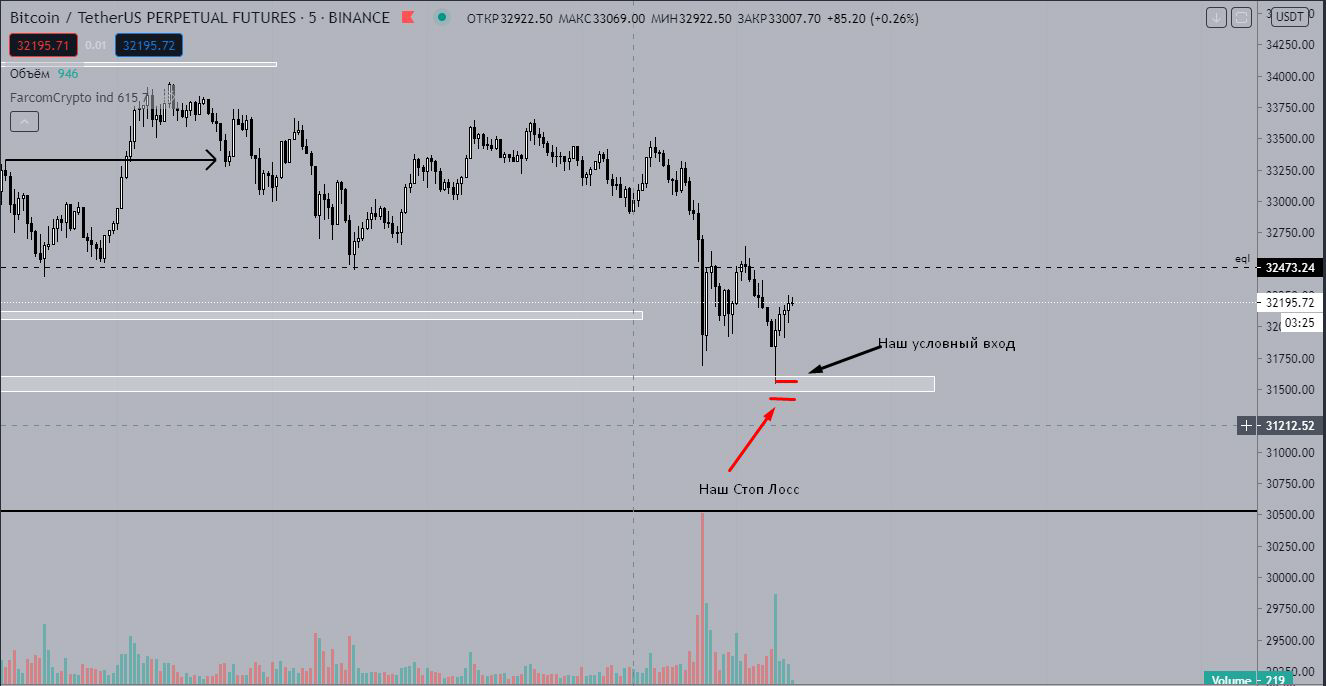 Bitcoin / TetherUS PERPETUAL FUTURES · 5 · BINANCE ОТКР32922.50 МАКС33069.00 МИН32922.50 ЗАКР33007.70 +85.20 (+0.26%)
USDT
32195.71 0.01 32195.72
34250.00
Объём 946
34000.00
FarcomCrypto ind 615,7
33750.00
33500.00
33250.00
33000.00
32750.00
eql
32473.24
32195.72
03:25
Наш условный вход
31750.00
31500.00
31212.52
31000.00
Наш Стоп Лосс
30750.00
30500.00
30250.00
30000.00
29750.00
29500.00
Volume 219